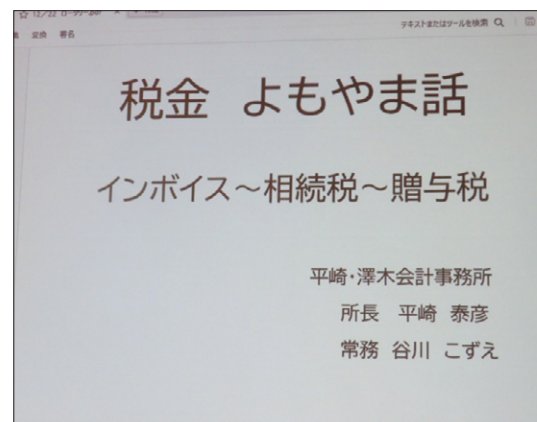 テキストまたはツールを検索
変換 署名
税金 よもやま話
インボイス～相続税～贈与税
平崎・澤木会計事務所
所長 平崎 泰彦
常務 谷川 こずえ